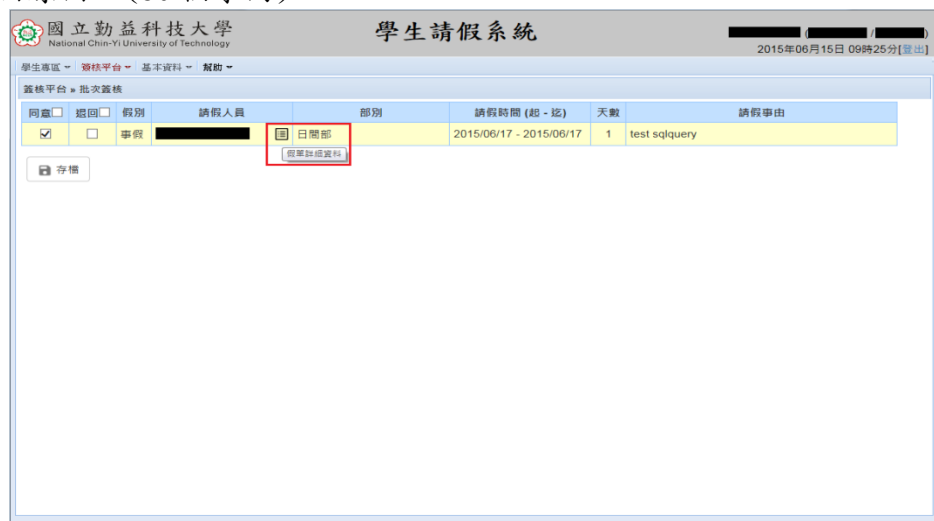 國立勤益科技大學
National Chin-Yi University of Technology
學生請假系統
( / )
2015年06月15日 09時25分[登出]
學生專區 簽核平台 基本資料 幫助
簽核平台 » 批次簽核
同意 退回 假別 請假人員 部別 請假時間 (起 - 迄) 天數 請假事由
事假 日間部 2015/06/17 - 2015/06/17 1 test sqlquery
假單詳細資料
存檔